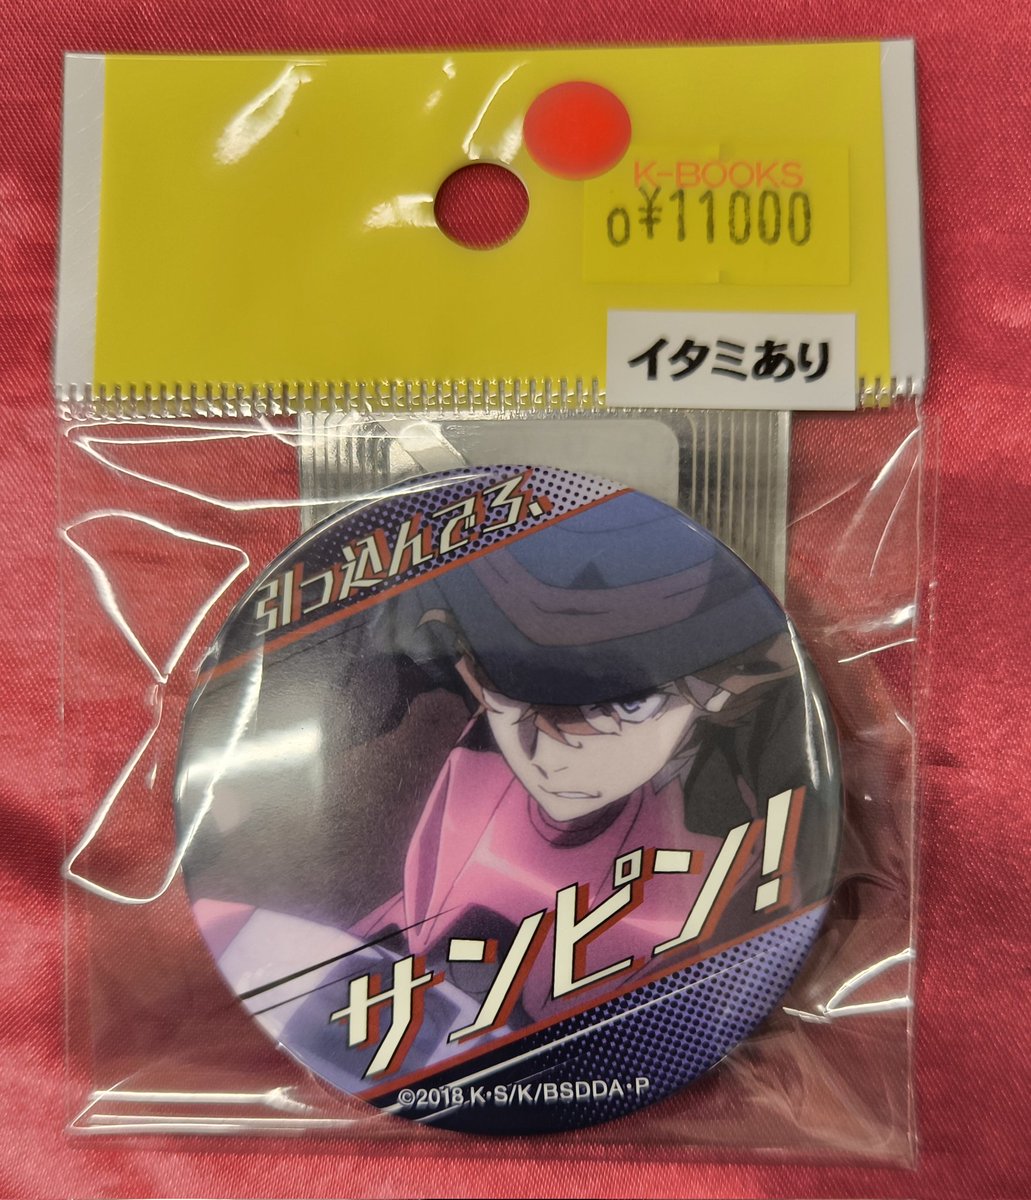 K-BOOKS
0¥11000
イタミあり
引っ込んでろ、
サンピン!
©2018 K・S/K/BSDDA・P